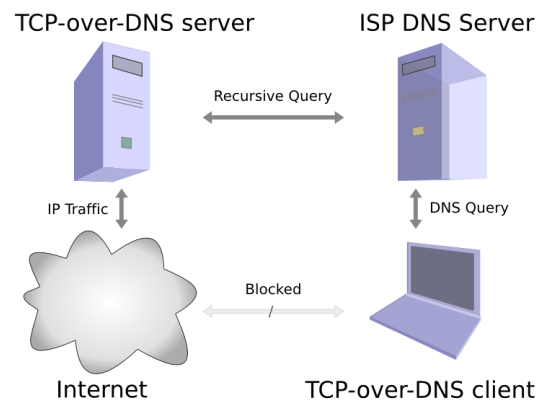 TCP-over-DNS server
ISP DNS Server
Recursive Query
IP Traffic
DNS Query
Blocked
Internet
TCP-over-DNS client